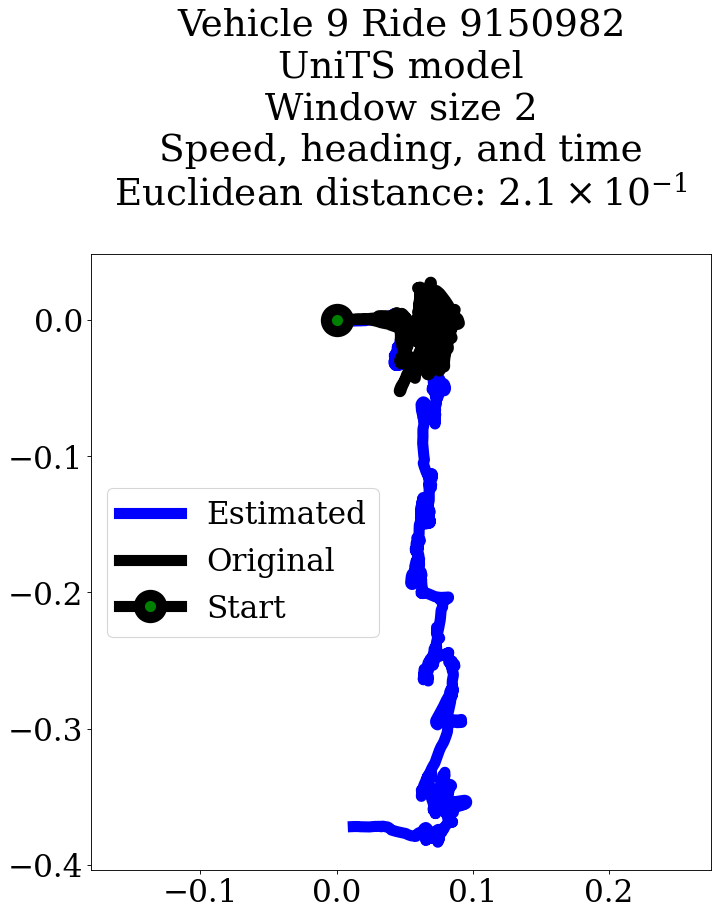 Vehicle 9 Ride 9150982
UniTS model
Window size 2
Speed, heading, and time
Euclidean distance: 2.1 × 10⁻¹
0.0
−0.1
−0.2
−0.3
−0.4
Estimated
Original
Start
−0.1 0.0 0.1 0.2